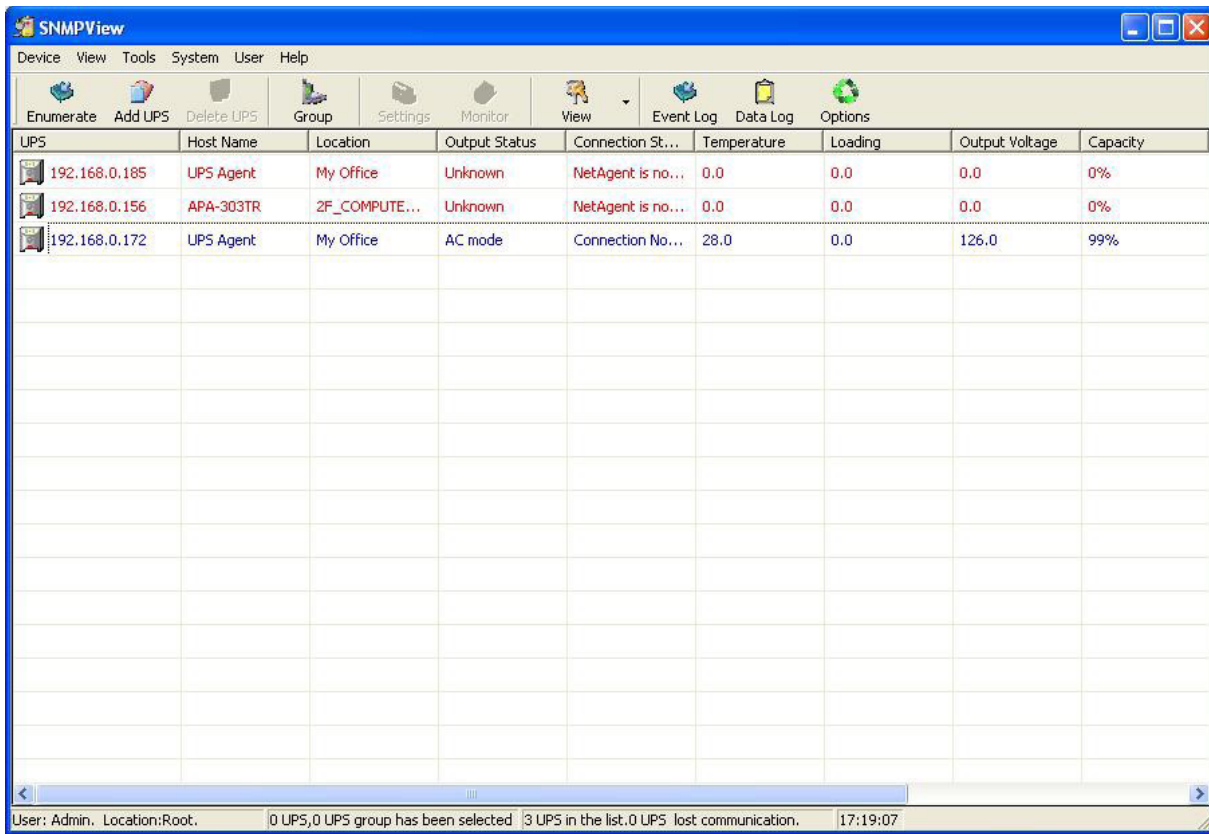 SNMPView
Device View Tools System User Help
Enumerate Add UPS Delete UPS Group Settings Monitor View Event Log Data Log Options
UPS Host Name Location Output Status Connection St... Temperature Loading Output Voltage Capacity
192.168.0.185 UPS Agent My Office Unknown NetAgent is no... 0.0 0.0 0.0 0%
192.168.0.156 APA-303TR 2F_COMPUTE... Unknown NetAgent is no... 0.0 0.0 0.0 0%
192.168.0.172 UPS Agent My Office AC mode Connection No... 28.0 0.0 126.0 99%
User: Admin. Location:Root. 0 UPS,0 UPS group has been selected 3 UPS in the list.0 UPS lost communication. 17:19:07